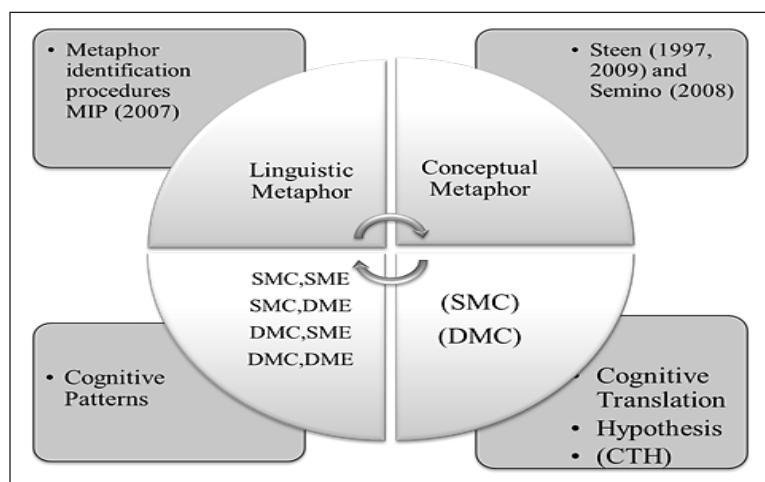 • Metaphor
identification
procedures
MIP (2007)
• Steen (1997,
2009) and
Semino (2008)
Linguistic
Metaphor
Conceptual
Metaphor
SMC,SME
SMC,DME
DMC,SME
DMC,DME
(SMC)
(DMC)
• Cognitive
Patterns
• Cognitive
Translation
• Hypothesis
• (CTH)